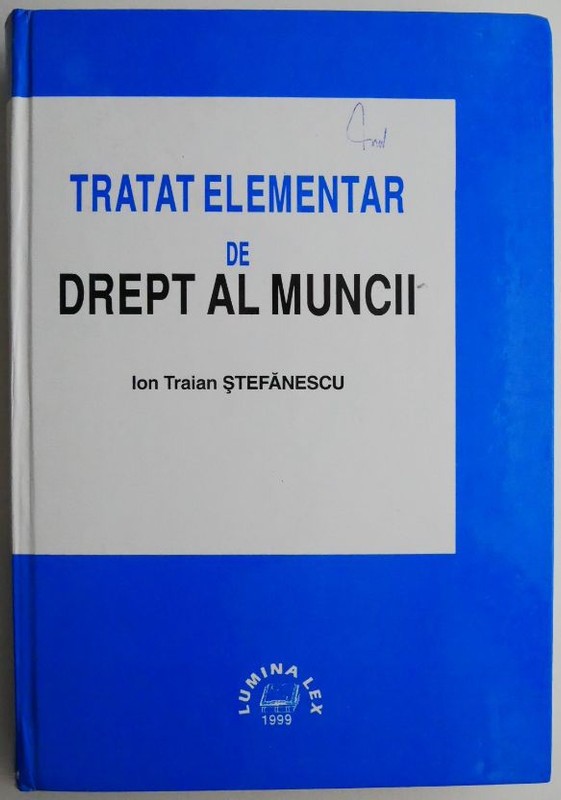 TRATAT ELEMENTAR
DE
DREPT AL MUNCII
Ion Traian ŞTEFĂNESCU
LUMINA LEX
1999